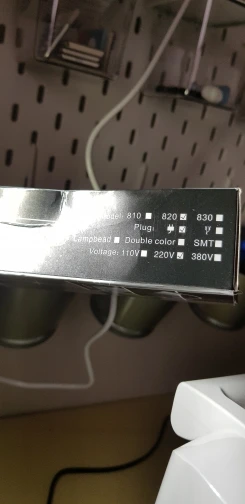 Model: 810 820 830
Plug:
Lampbead Double color SMT
Voltage: 110V 220V 380V